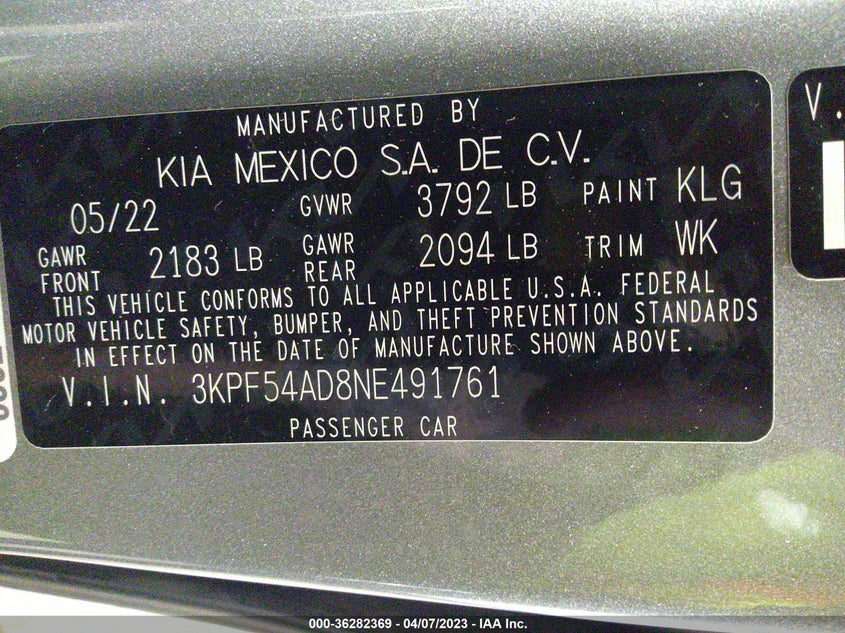 MANUFACTURED BY
KIA MEXICO S.A. DE C.V.
05/22 GVWR 3792 LB PAINT KLG
GAWR FRONT 2183 LB GAWR REAR 2094 LB TRIM WK
THIS VEHICLE CONFORMS TO ALL APPLICABLE U.S.A. FEDERAL
MOTOR VEHICLE SAFETY, BUMPER, AND THEFT PREVENTION STANDARDS
IN EFFECT ON THE DATE OF MANUFACTURE SHOWN ABOVE.
V.I.N. 3KPF54AD8NE491761
PASSENGER CAR
V.
000-36282369 - 04/07/2023 - IAA Inc.